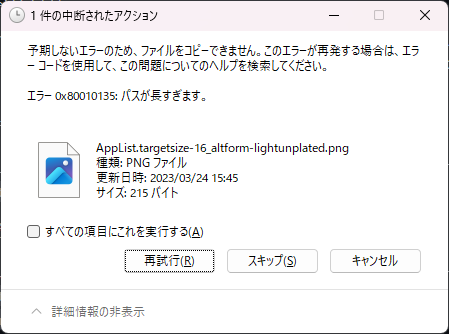 1 件の中断されたアクション
予期しないエラーのため、ファイルをコピーできません。このエラーが再発する場合は、エラ
ー コードを使用して、この問題についてのヘルプを検索してください。
エラー 0x80010135: パスが長すぎます。
AppList.targetsize-16_altform-lightunplated.png
種類: PNG ファイル
更新日時: 2023/03/24 15:45
サイズ: 215 バイト
すべての項目にこれを実行する(A)
再試行(R)
スキップ(S)
キャンセル
詳細情報の非表示